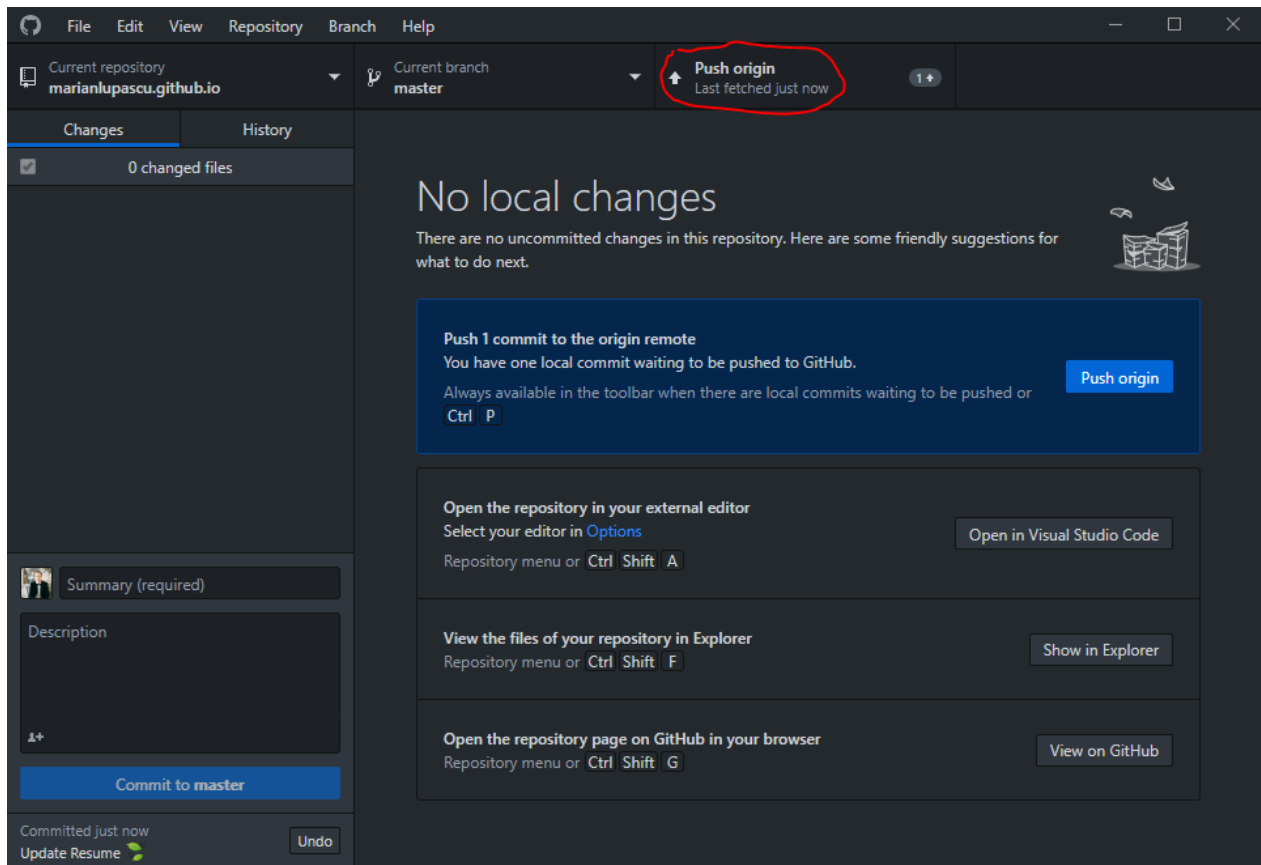 File Edit View Repository Branch Help
Current repository
marianlupascu.github.io
Current branch
master
Push origin
Last fetched just now
1
Changes History
0 changed files
No local changes
There are no uncommitted changes in this repository. Here are some friendly suggestions for
what to do next.
Push 1 commit to the origin remote
You have one local commit waiting to be pushed to GitHub.
Always available in the toolbar when there are local commits waiting to be pushed or
Ctrl P
Push origin
Open the repository in your external editor
Select your editor in Options
Repository menu or Ctrl Shift A
Open in Visual Studio Code
View the files of your repository in Explorer
Repository menu or Ctrl Shift F
Show in Explorer
Open the repository page on GitHub in your browser
Repository menu or Ctrl Shift G
View on GitHub
Summary (required)
Description
Commit to master
Committed just now
Update Resume
Undo